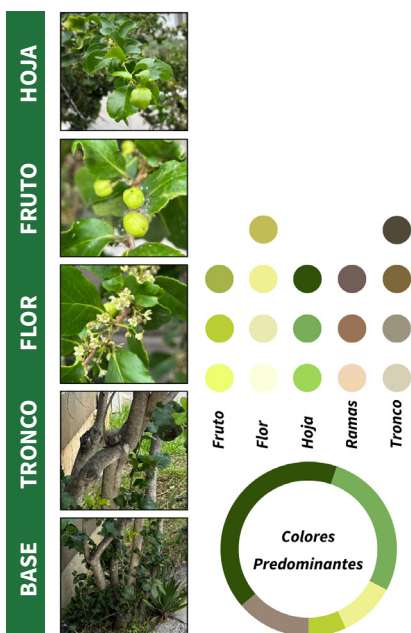 HOJA
FRUTO
FLOR
TRONCO
BASE
Fruto
Flor
Hoja
Ramas
Tronco
Colores
Predominantes